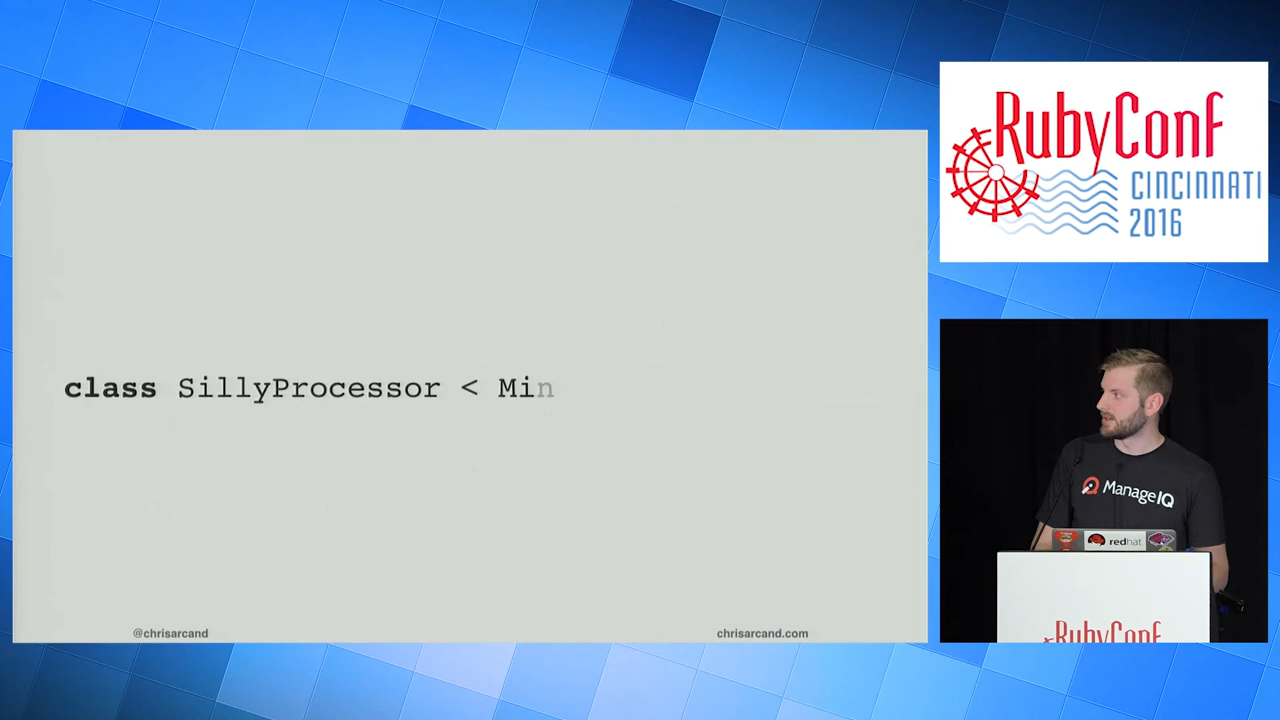 RubyConf
CINCINNATI
2016
class SillyProcessor < Min
ManageIQ
redhat
RubyConf
@chrisarcand
chrisarcand.com